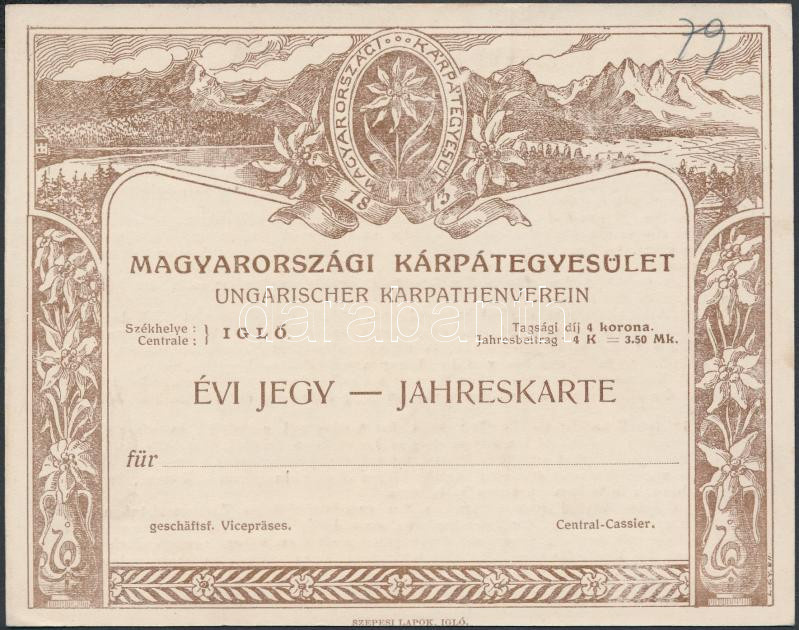 79
MAGYARORSZÁGI KÁRPÁTEGYESÜLET
1873
MAGYARORSZÁGI KÁRPÁTEGYESÜLET
UNGARISCHER KARPATHENVEREIN
Székhelye : } IGLÓ.
Centrale :
Tagsági díj 4 korona.
Jahresbeitrag 4 K = 3.50 Mk.
darabanth
ÉVI JEGY — JAHRESKARTE
für
geschäftsf. Vicepräses.
Central-Cassier.
SZEPESI LAPOK, IGLÓ.